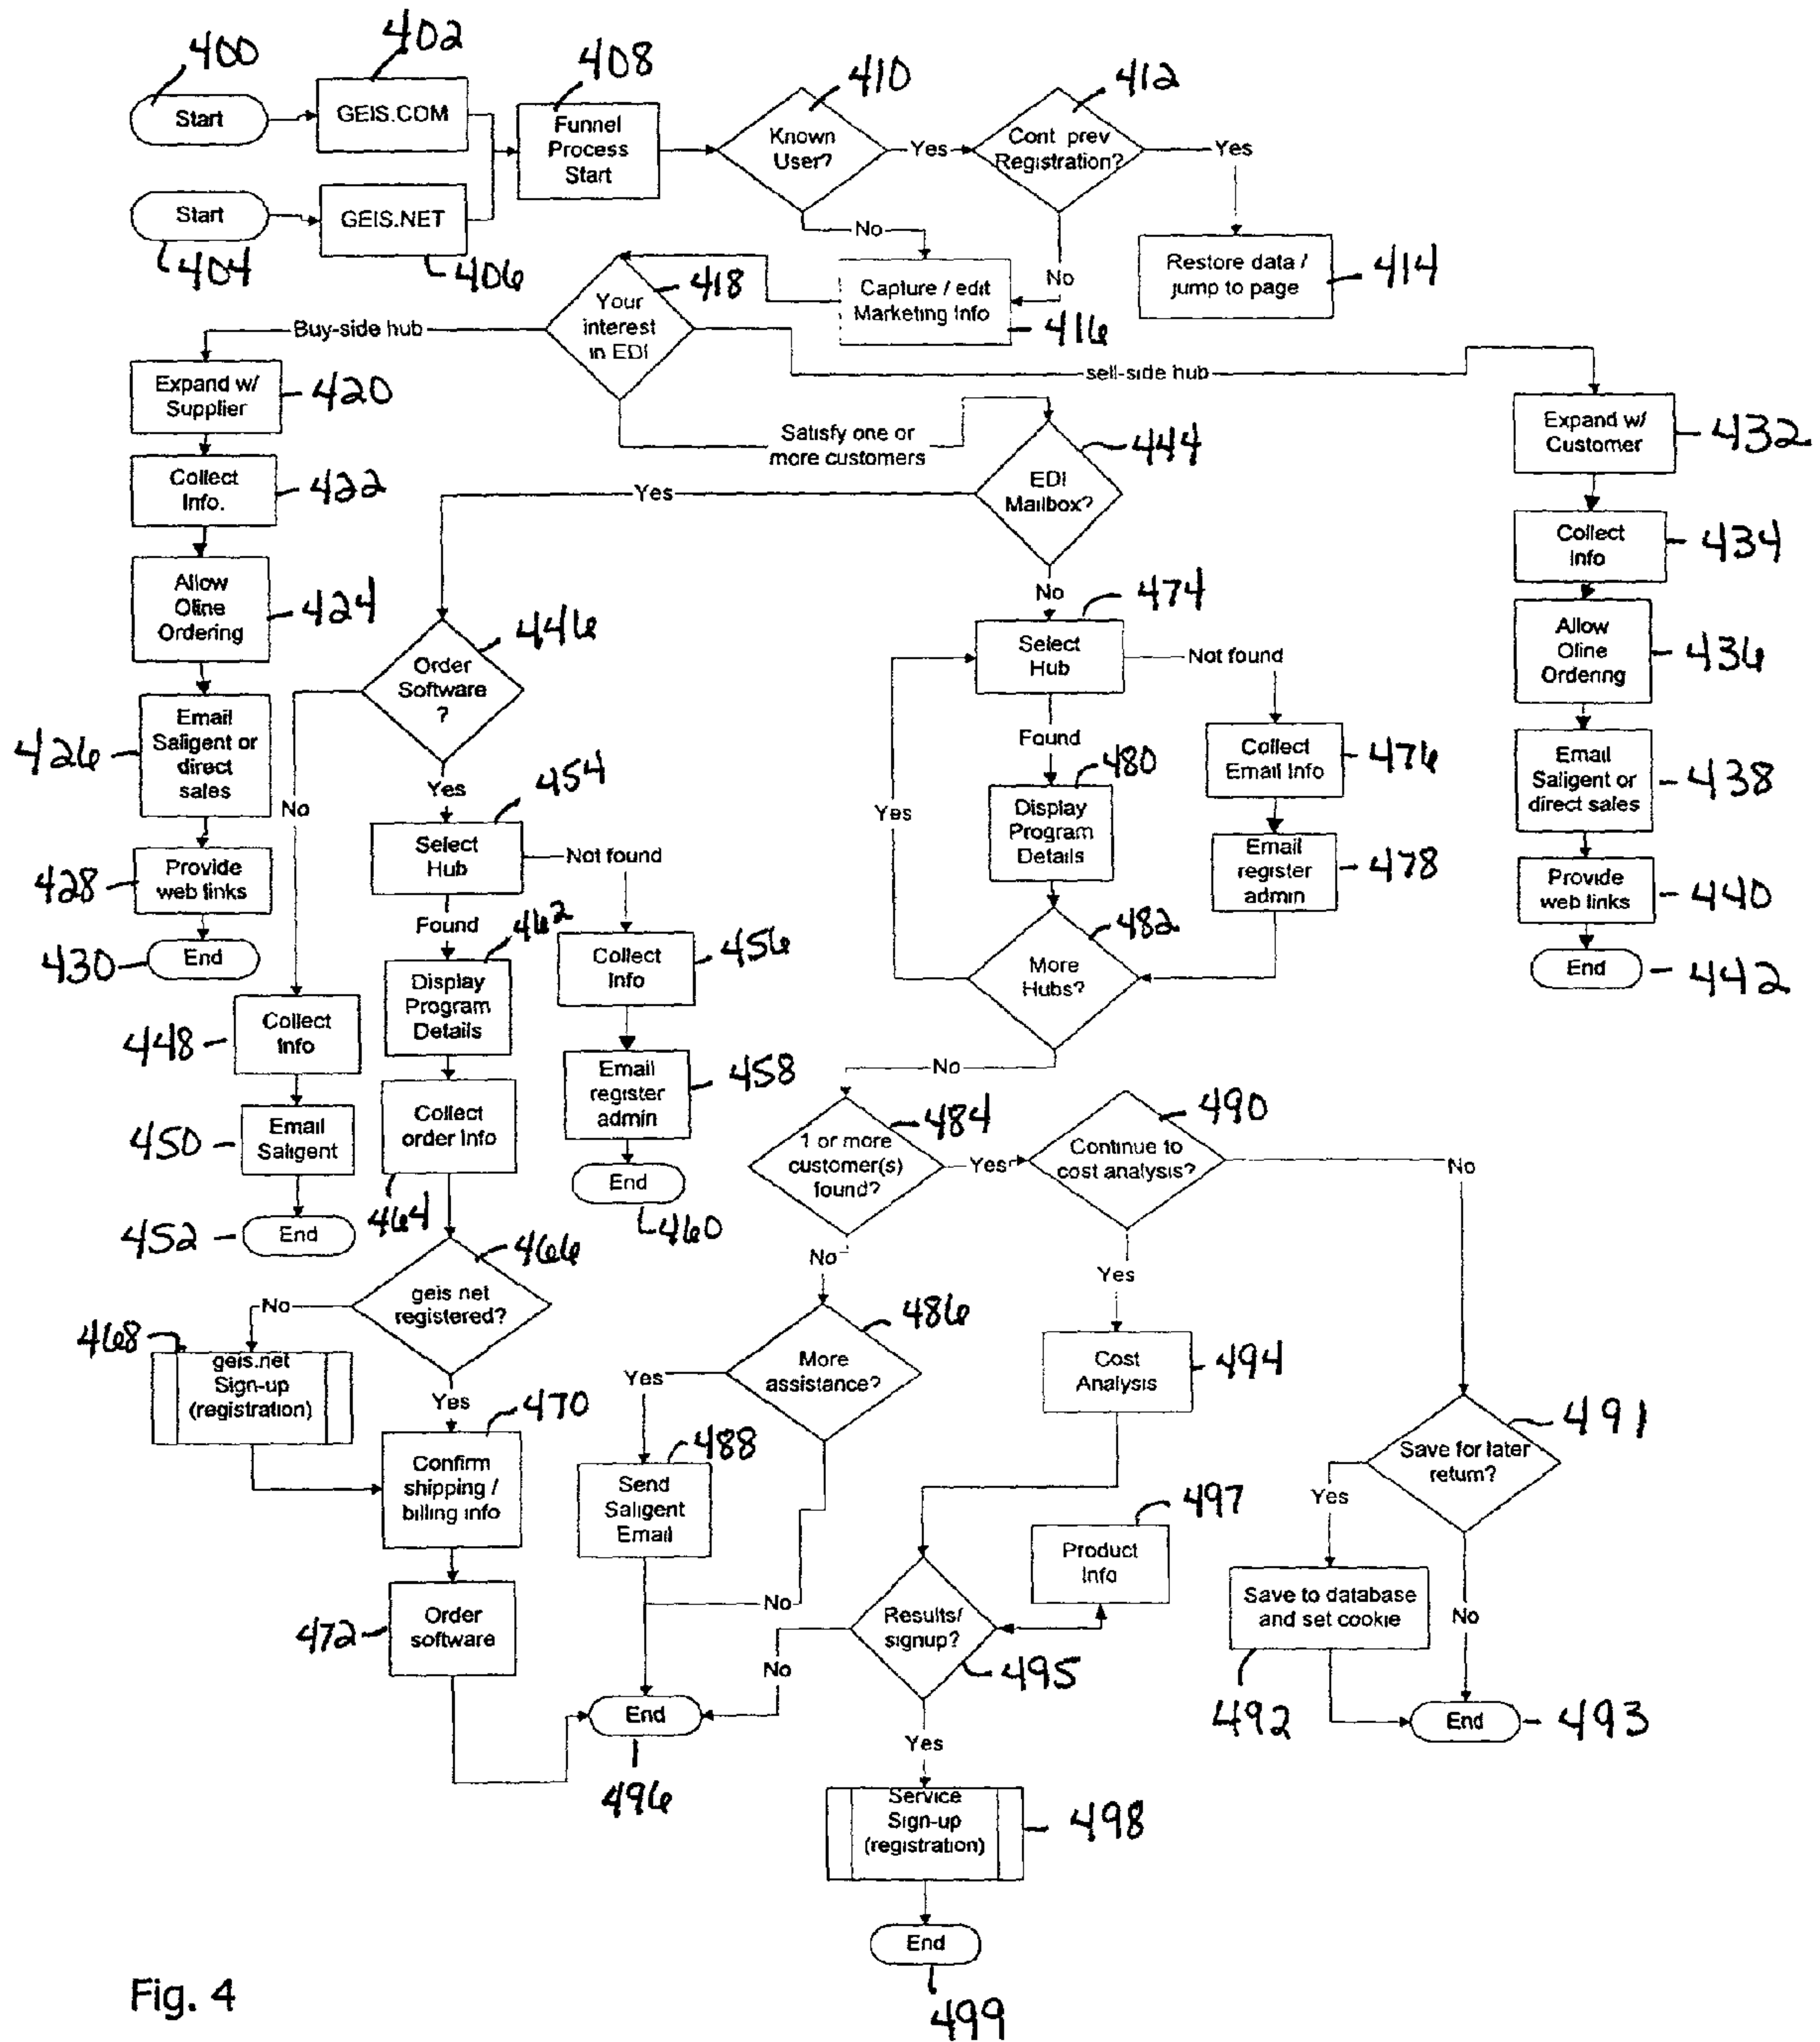 400
402
408
410
412
Start
GEIS.COM
Funnel
Process
Start
Known
User?
Yes
Cont prev
Registration?
Yes
Start
GEIS.NET
404
406
No
No
Restore data /
jump to page
414
Capture / edit
Marketing Info
416
418
Your
interest
in EDI
Buy-side hub
sell-side hub
Satisfy one or
more customers
Expand w/
Supplier
420
Collect
Info.
422
Allow
Oline
Ordering
424
Email
Saligent or
direct
sales
426
Provide
web links
428
End
430
Expand w/
Customer
432
Collect
Info
434
Allow
Oline
Ordering
436
Email
Saligent or
direct sales
438
Provide
web links
440
End
442
EDI
Mailbox?
444
Yes
No
Order
Software
?
446
No
Yes
Collect
Info
448
Email
Saligent
450
End
452
Select
Hub
454
Not found
Found
Collect
Info
456
Email
register
admin
458
End
460
Display
Program
Details
462
Collect
order Info
464
geis net
registered?
466
No
Yes
468
geis.net
Sign-up
(registration)
Confirm
shipping /
billing info
470
Order
software
472
Select
Hub
474
Not found
Found
Collect
Email Info
476
Email
register
admin
478
Display
Program
Details
480
More
Hubs?
482
Yes
No
1 or more
customer(s)
found?
484
Yes
No
More
assistance?
486
Yes
No
Send
Saligent
Email
488
Continue to
cost analysis?
490
No
Yes
Save for later
return?
491
Yes
No
Save to database
and set cookie
492
End
493
Cost
Analysis
494
Results/
signup?
495
No
Yes
End
496
Product
Info
497
Service
Sign-up
(registration)
498
End
499
Fig. 4